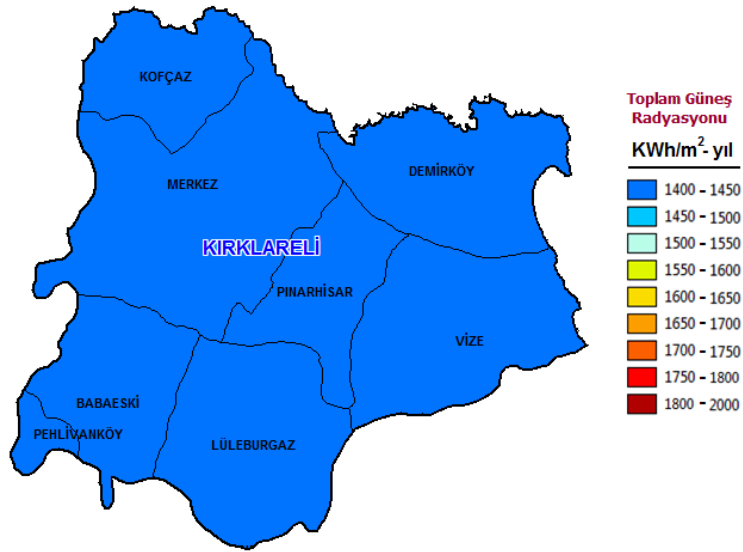 KOFÇAZ
MERKEZ
DEMİRKÖY
KIRKLARELİ
PINARHİSAR
VİZE
BABAESKİ
PEHLİVANKÖY
LÜLEBURGAZ
Toplam Güneş
Radyasyonu
KWh/m²- yıl
1400 - 1450
1450 - 1500
1500 - 1550
1550 - 1600
1600 - 1650
1650 - 1700
1700 - 1750
1750 - 1800
1800 - 2000